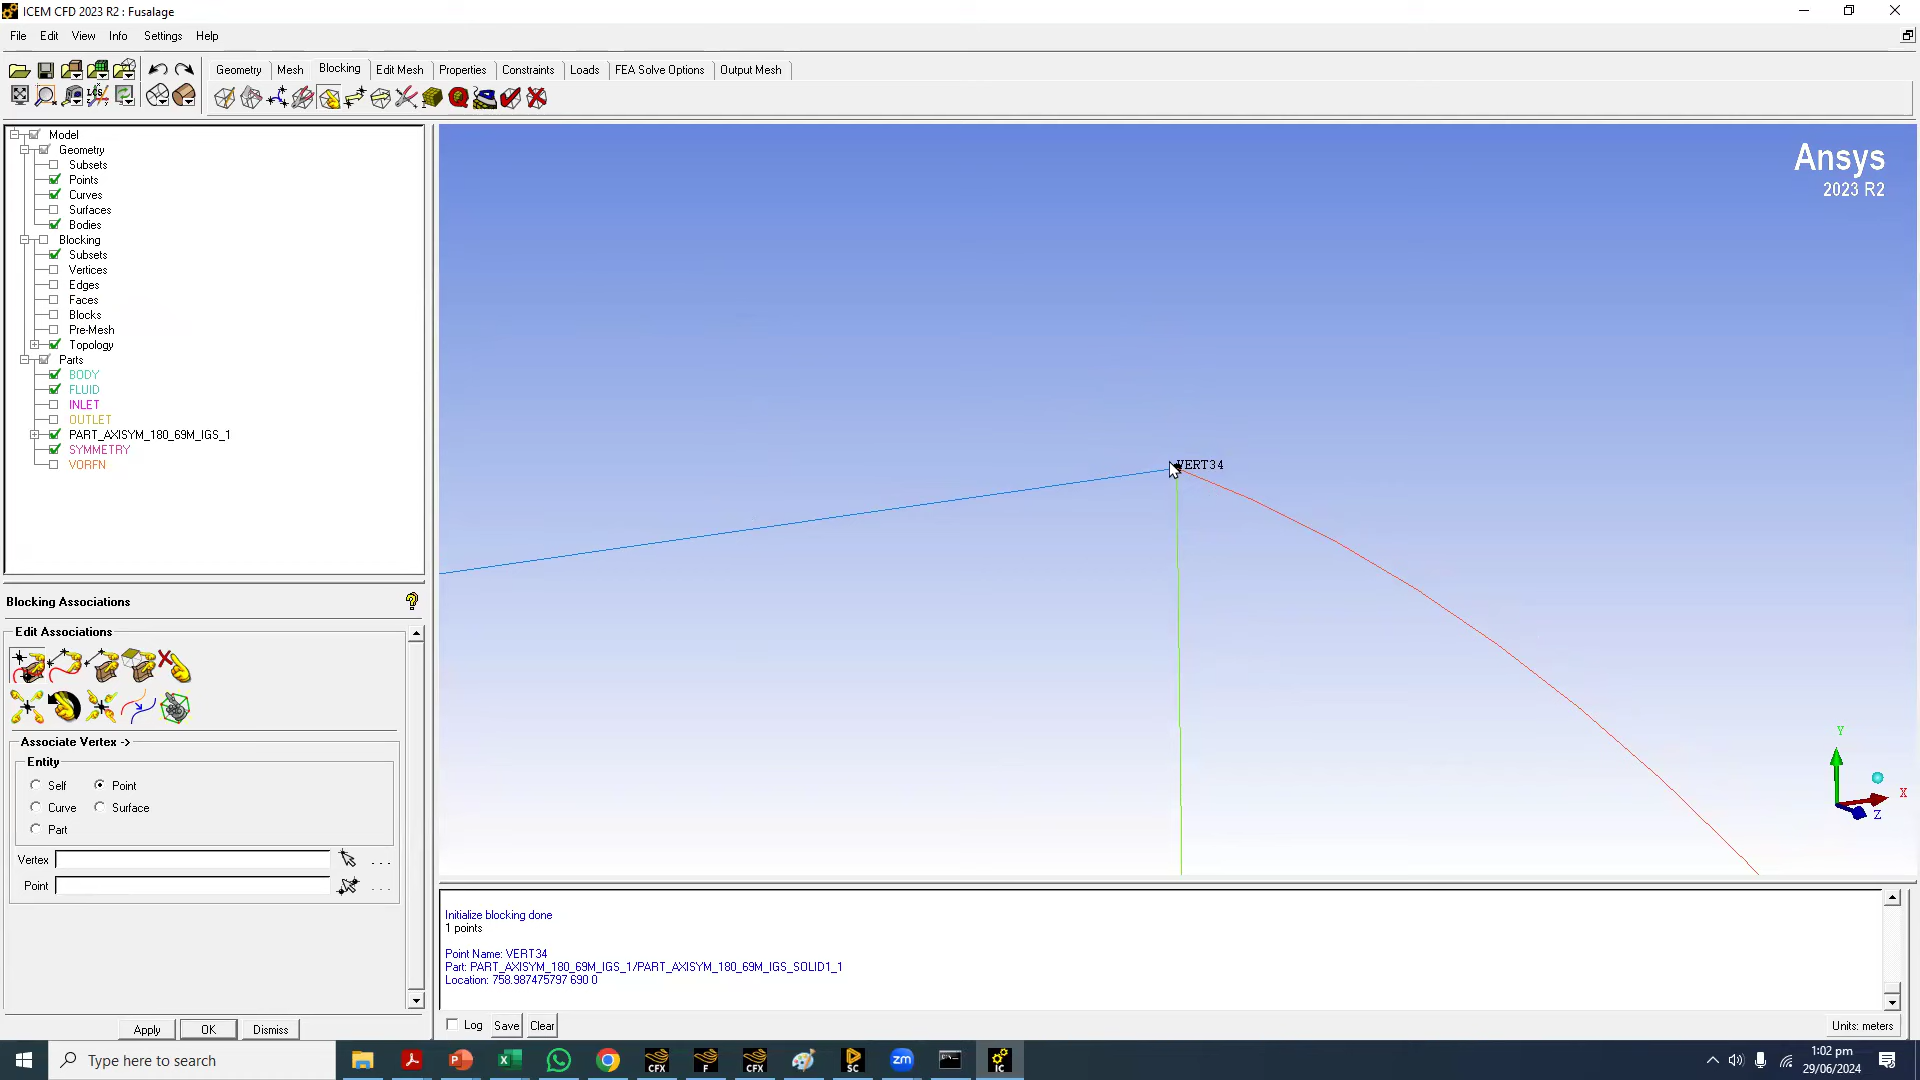 ICEM CFD 2023 R2 : Fusalage
File Edit View Info Settings Help
Geometry Mesh Blocking Edit Mesh Properties Constraints Loads FEA Solve Options Output Mesh
Model
Geometry
Subsets
Points
Curves
Surfaces
Bodies
Blocking
Subsets
Vertices
Edges
Faces
Blocks
Pre-Mesh
Topology
Parts
BODY
FLUID
INLET
OUTLET
PART_AXISYM_180_69M_IGS_1
SYMMETRY
VORFN
Ansys
2023 R2
VERT34
Y
X
Z
Blocking Associations
Edit Associations
Associate Vertex ->
Entity
Self Point
Curve Surface
Part
Vertex ...
Point ...
Apply OK Dismiss
Initialize blocking done
1 points
Point Name: VERT34
Part: PART_AXISYM_180_69M_IGS_1/PART_AXISYM_180_69M_IGS_SOLID1_1
Location: 758.987475797 690 0
Log Save Clear
Units: meters
Type here to search
CFX
F
CFX
SC
zm
IC
1:02 pm
29/06/2024